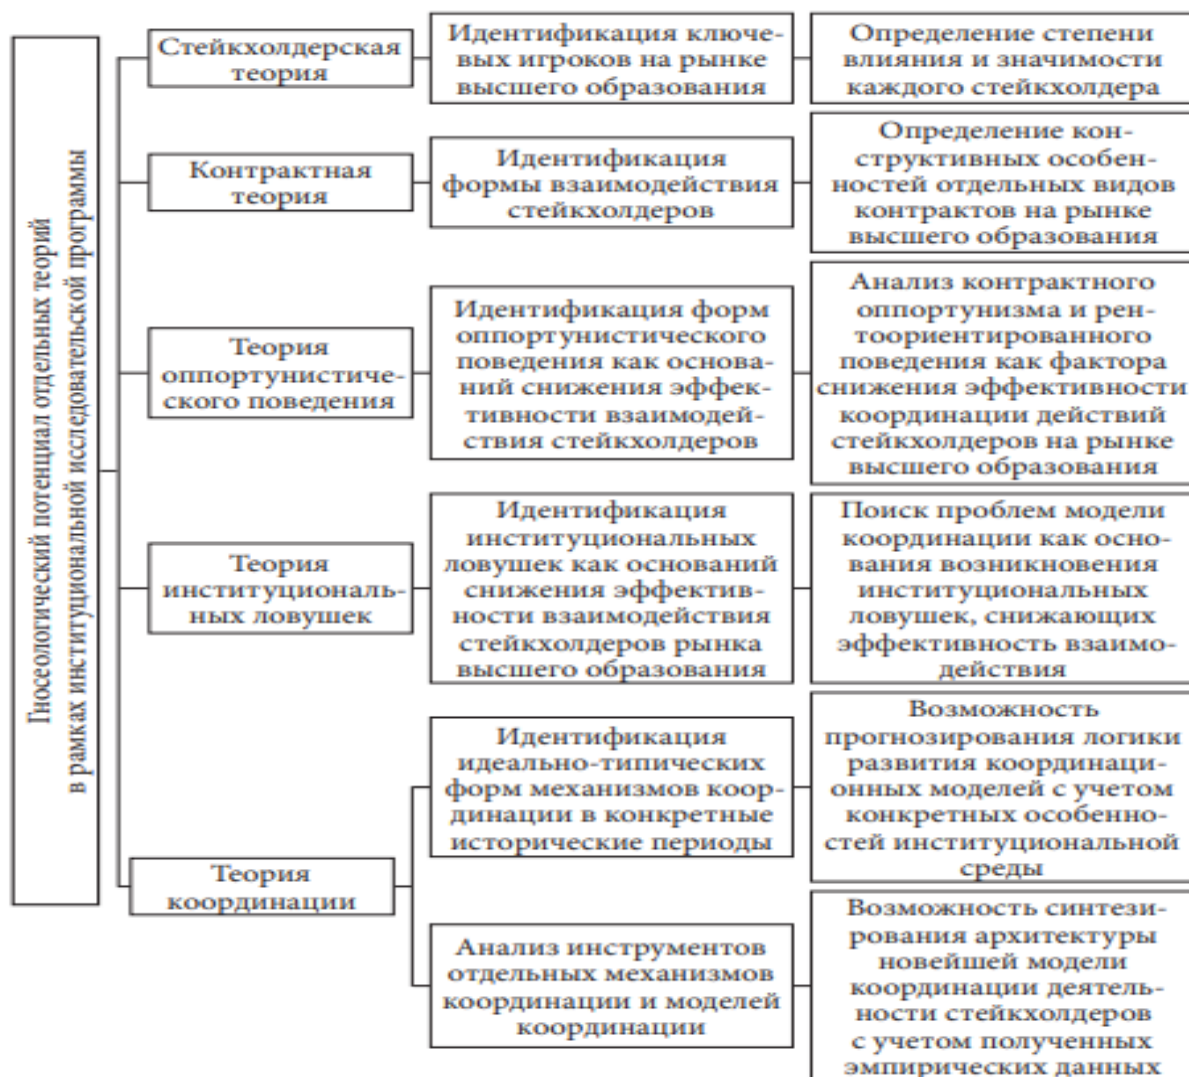 Гносеологический потенциал отдельных теорий
в рамках институциональной исследовательской программы
Стейкхолдерская
теория
Идентификация ключе-
вых игроков на рынке
высшего образования
Определение степени
влияния и значимости
каждого стейкхолдера
Контрактная
теория
Идентификация
формы взаимодействия
стейкхолдеров
Определение кон-
структивных особен-
ностей отдельных видов
контрактов на рынке
высшего образования
Теория
оппортунистиче-
ского поведения
Идентификация форм
оппортунистического
поведения как основа-
ний снижения эффек-
тивности взаимодей-
ствия стейкхолдеров
Анализ контрактного
оппортунизма и рен-
тоориентированного
поведения как фактора
снижения эффективности
координации действий
стейкхолдеров на рынке
высшего образования
Теория
институциональ-
ных ловушек
Идентификация
институциональных
ловушек как оснований
снижения эффектив-
ности взаимодействия
стейкхолдеров рынка
высшего образования
Поиск проблем модели
координации как осно-
вания возникновения
институциональных
ловушек, снижающих
эффективность взаимо-
действия
Теория
координации
Идентификация
идеально-типических
форм механизмов коор-
динации в конкретные
исторические периоды
Возможность
прогнозирования логики
развития координаци-
онных моделей с учетом
конкретных особенно-
стей институциональной
среды
Анализ инструментов
отдельных механизмов
координации и моделей
координации
Возможность синтези-
рования архитектуры
новейшей модели
координации деятель-
ности стейкхолдеров
с учетом полученных
эмпирических данных